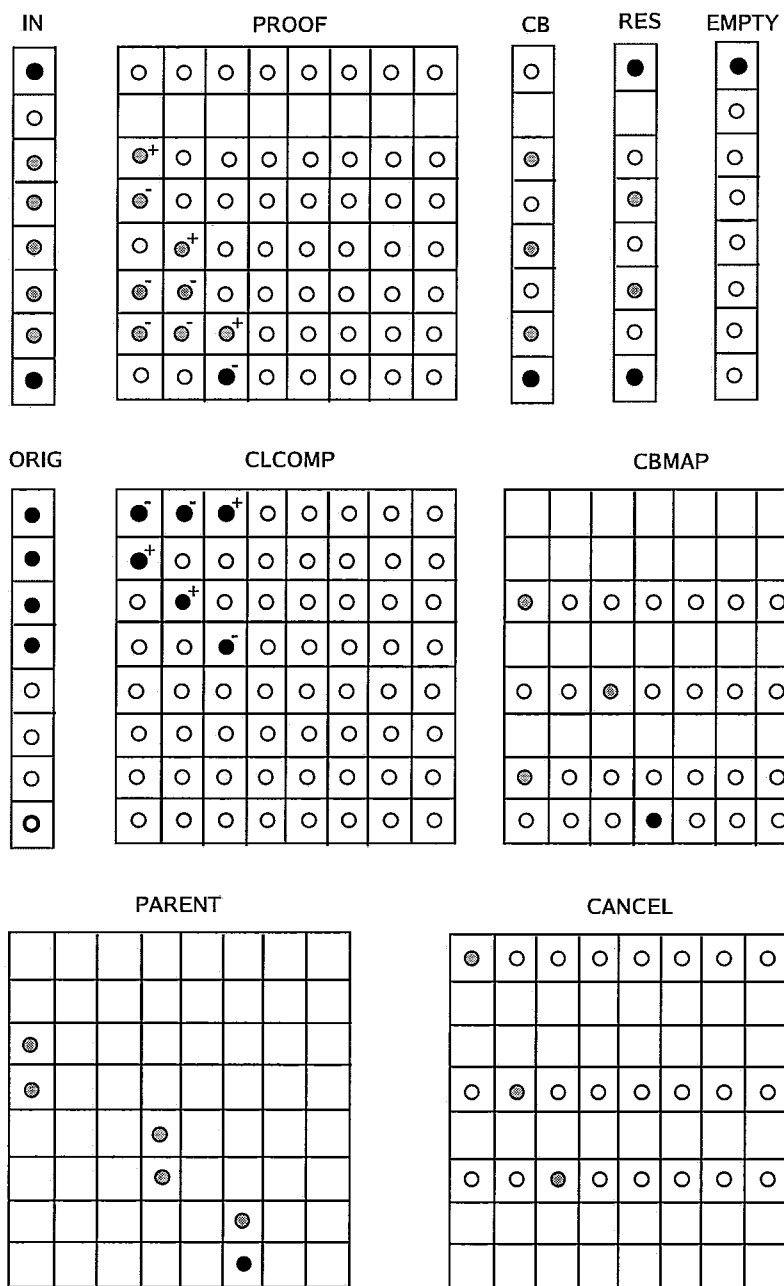 IN PROOF CB RES EMPTY
+
-
+
- -
- - +
-
ORIG CLCOMP CBMAP
- - +
+
+
-
PARENT CANCEL